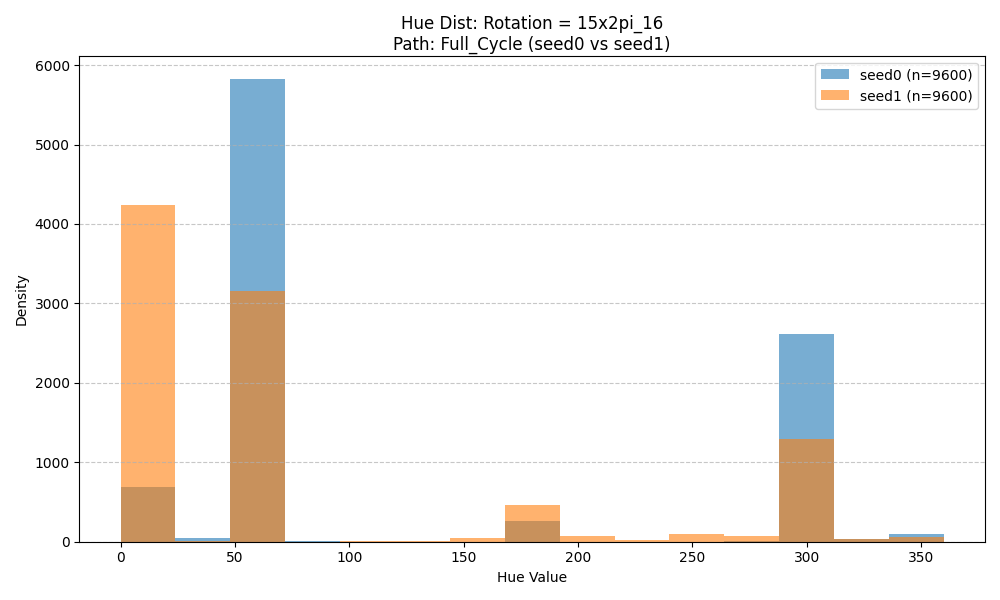 Hue Dist: Rotation = 15x2pi_16
Path: Full_Cycle (seed0 vs seed1)
seed0 (n=9600)
seed1 (n=9600)
Density
6000
5000
4000
3000
2000
1000
0
0 50 100 150 200 250 300 350
Hue Value